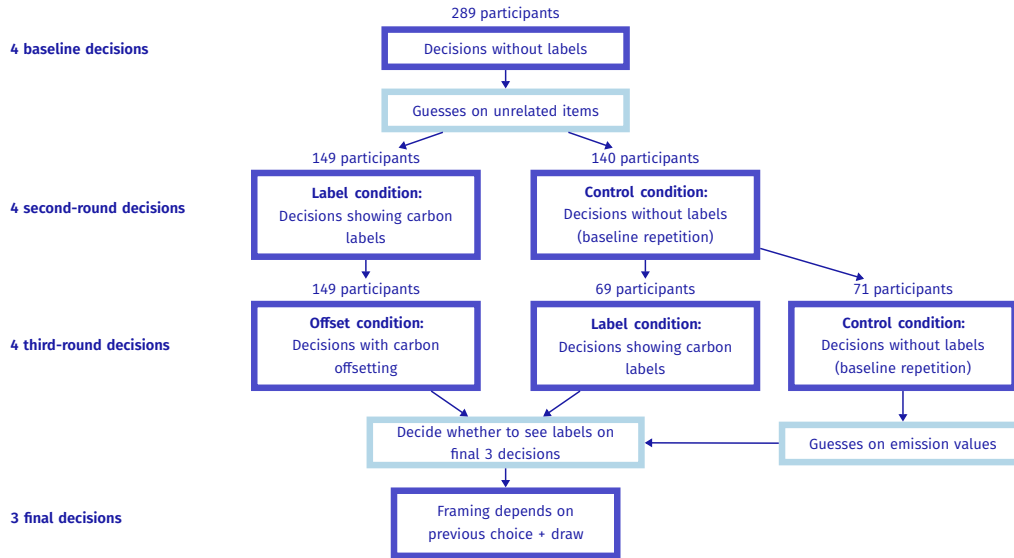 289 participants
4 baseline decisions
Decisions without labels
Guesses on unrelated items
149 participants
140 participants
4 second-round decisions
Label condition:
Decisions showing carbon
labels
Control condition:
Decisions without labels
(baseline repetition)
149 participants
69 participants
71 participants
4 third-round decisions
Offset condition:
Decisions with carbon
offsetting
Label condition:
Decisions showing carbon
labels
Control condition:
Decisions without labels
(baseline repetition)
Decide whether to see labels on
final 3 decisions
Guesses on emission values
3 final decisions
Framing depends on
previous choice + draw